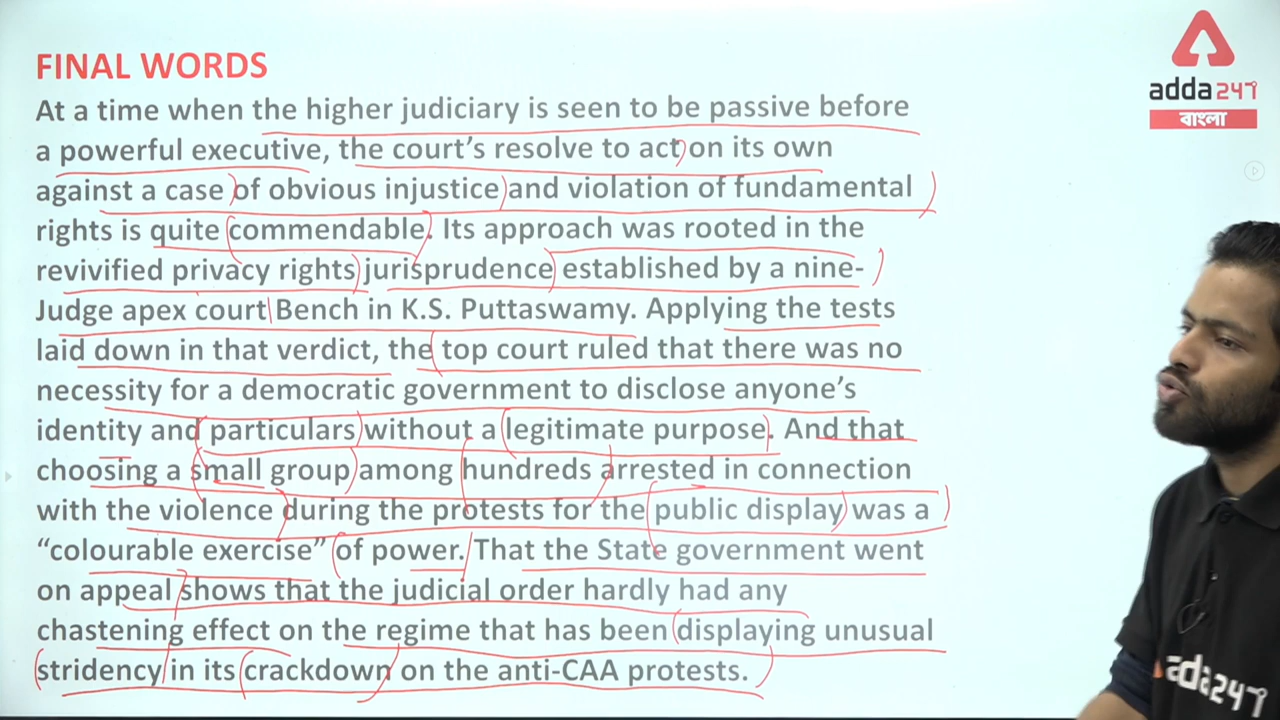 FINAL WORDS
At a time when the higher judiciary is seen to be passive before
a powerful executive, the court's resolve to act on its own
against a case of obvious injustice and violation of fundamental
rights is quite commendable. Its approach was rooted in the
revivified privacy rights jurisprudence established by a nine-
Judge apex court Bench in K.S. Puttaswamy. Applying the tests
laid down in that verdict, the top court ruled that there was no
necessity for a democratic government to disclose anyone's
identity and particulars without a legitimate purpose. And that
choosing a small group among hundreds arrested in connection
with the violence during the protests for the public display was a
“colourable exercise” of power. That the State government went
on appeal shows that the judicial order hardly had any
chastening effect on the regime that has been displaying unusual
stridency in its crackdown on the anti-CAA protests.
adda247
বাংলা
adda247